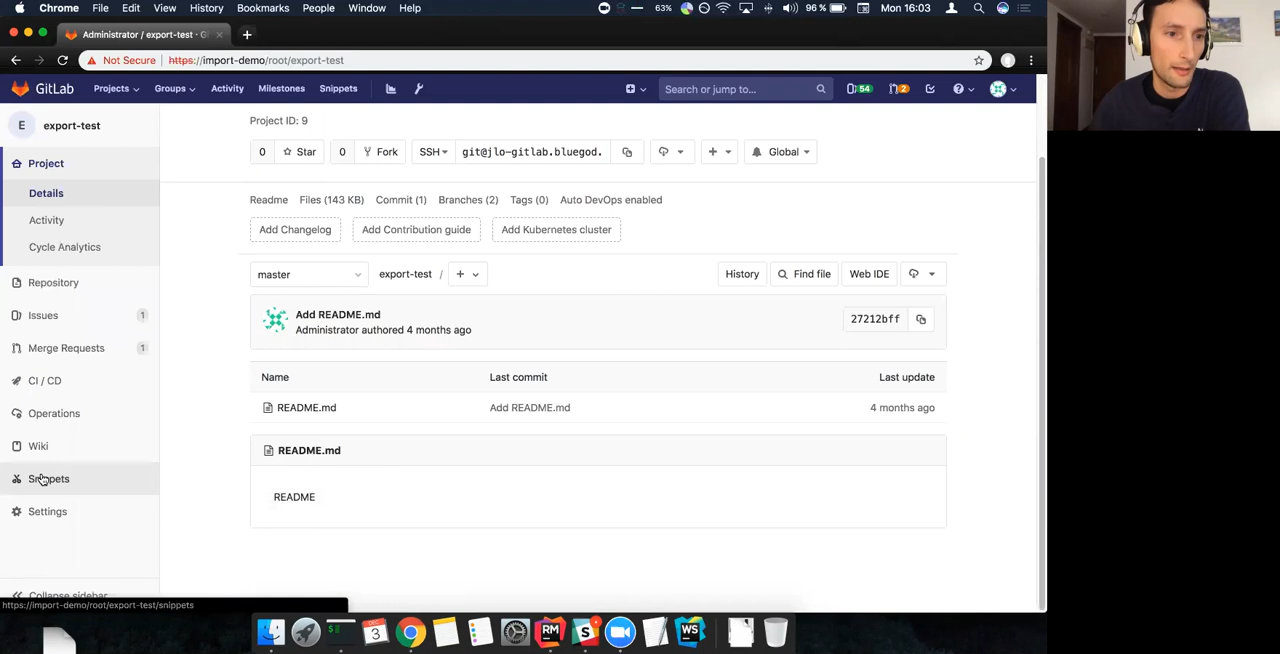 Chrome File Edit View History Bookmarks People Window Help 63% 96 % Mon 16:03
Administrator / export-test · G
Not Secure https://import-demo/root/export-test
GitLab Projects Groups Activity Milestones Snippets Search or jump to... 54 2
E export-test
Project
Details
Activity
Cycle Analytics
Repository
Issues 1
Merge Requests 1
CI / CD
Operations
Wiki
Snippets
Settings
Collapse sidebar
https://import-demo/root/export-test/snippets
Project ID: 9
0 Star 0 Fork SSH git@jlo-gitlab.bluegod. Global
Readme Files (143 KB) Commit (1) Branches (2) Tags (0) Auto DevOps enabled
Add Changelog Add Contribution guide Add Kubernetes cluster
master export-test / + History Find file Web IDE
Add README.md
Administrator authored 4 months ago
27212bff
Name Last commit Last update
README.md Add README.md 4 months ago
README.md
README
DEC
3
RM
S
WS